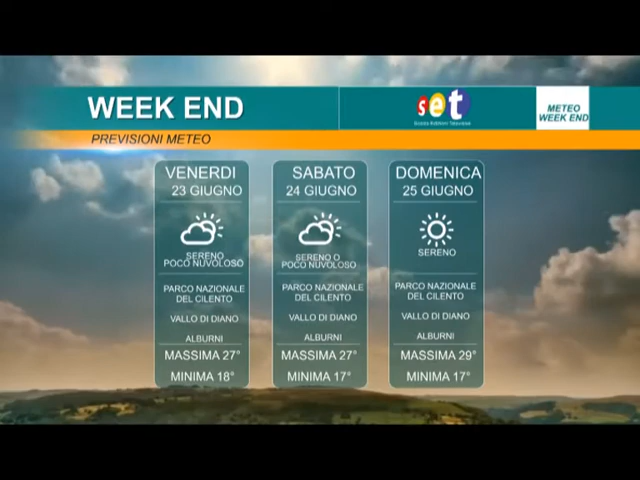 WEEK END
set
METEO
WEEK END
PREVISIONI METEO
VENERDI
23 GIUGNO
SERENO
POCO NUVOLOSO
PARCO NAZIONALE
DEL CILENTO
VALLO DI DIANO
ALBURNI
MASSIMA 27°
MINIMA 18°
SABATO
24 GIUGNO
SERENO O
POCO NUVOLOSO
PARCO NAZIONALE
DEL CILENTO
VALLO DI DIANO
ALBURNI
MASSIMA 27°
MINIMA 17°
DOMENICA
25 GIUGNO
SERENO
PARCO NAZIONALE
DEL CILENTO
VALLO DI DIANO
ALBURNI
MASSIMA 29°
MINIMA 17°